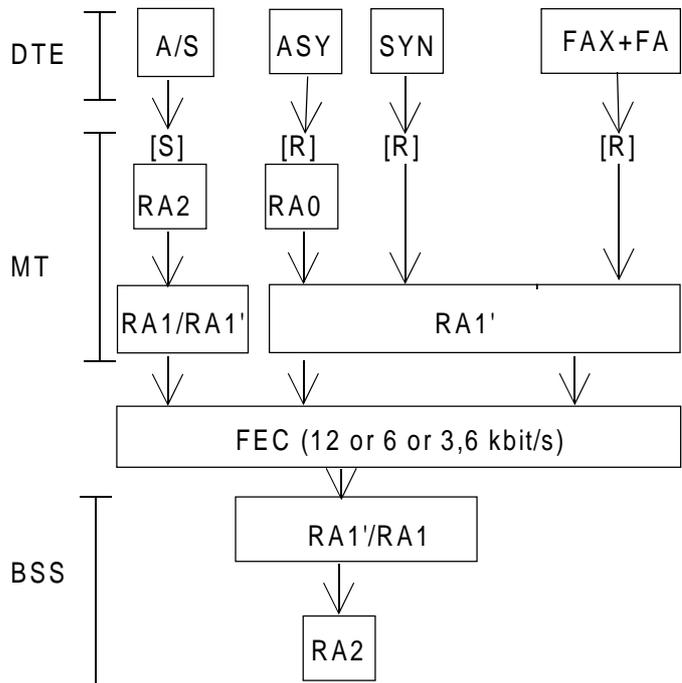 DTE
A/S
ASY
SYN
FAX+FA
[S]
[R]
[R]
[R]
RA2
RA0
MT
RA1/RA1'
RA1'
FEC (12 or 6 or 3,6 kbit/s)
RA1'/RA1
BSS
RA2